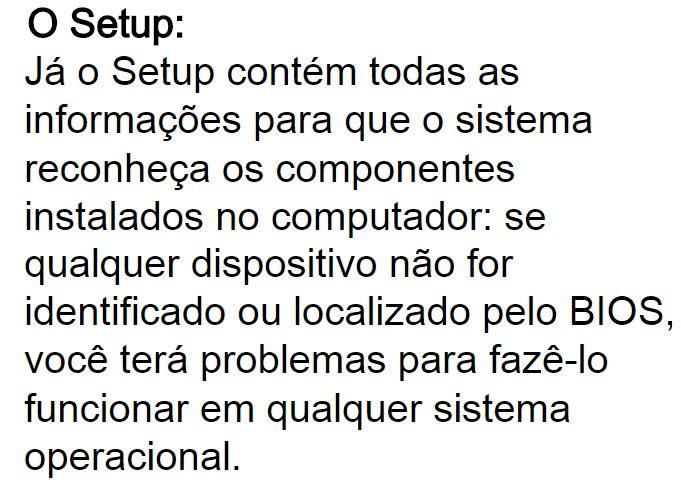 O Setup:
Já o Setup contém todas as
informações para que o sistema
reconheça os componentes
instalados no computador: se
qualquer dispositivo não for
identificado ou localizado pelo BIOS,
você terá problemas para fazê-lo
funcionar em qualquer sistema
operacional.